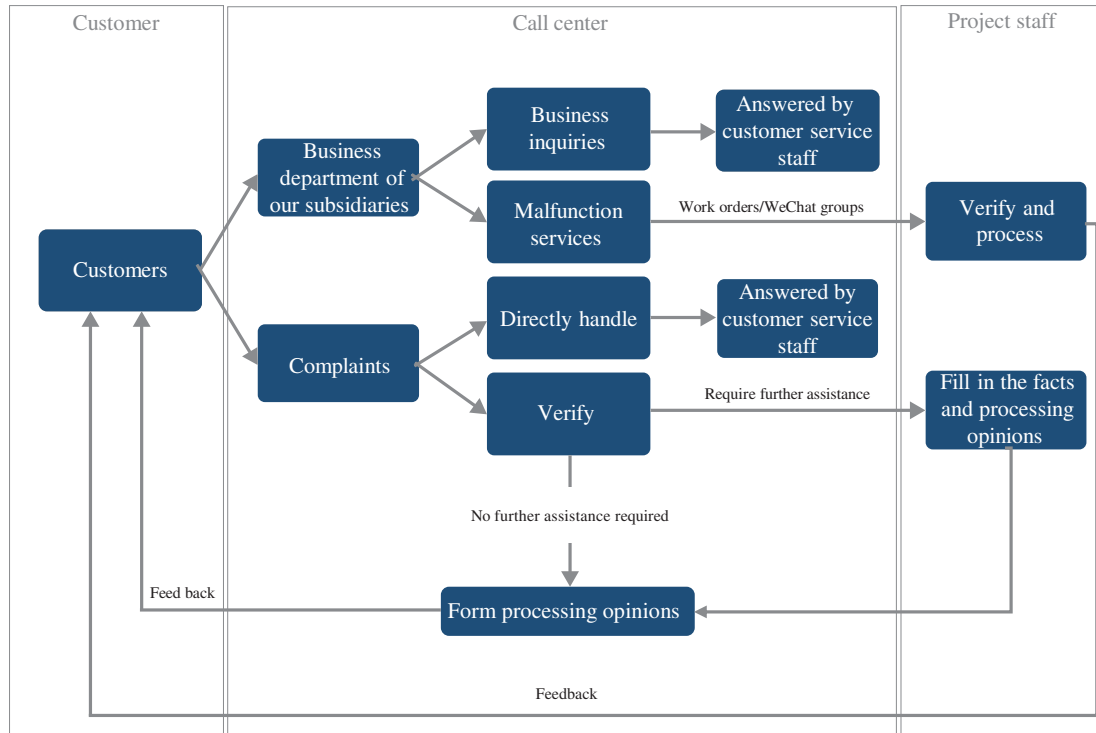 Customer
Call center
Project staff
Business
inquiries
Answered by
customer service
staff
Business
department of
our subsidiaries
Malfunction
services
Work orders/WeChat groups
Verify and
process
Customers
Directly handle
Answered by
customer service
staff
Complaints
Verify
Require further assistance
Fill in the facts
and processing
opinions
No further assistance required
Feed back
Form processing opinions
Feedback